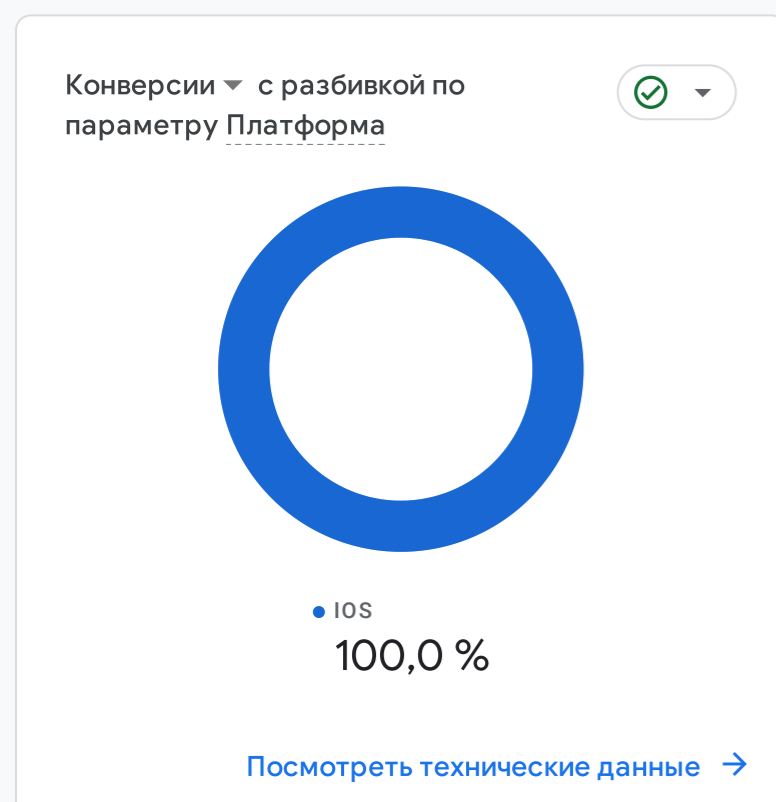 Конверсии с разбивкой по
параметру Платформа
IOS
100,0 %
Посмотреть технические данные